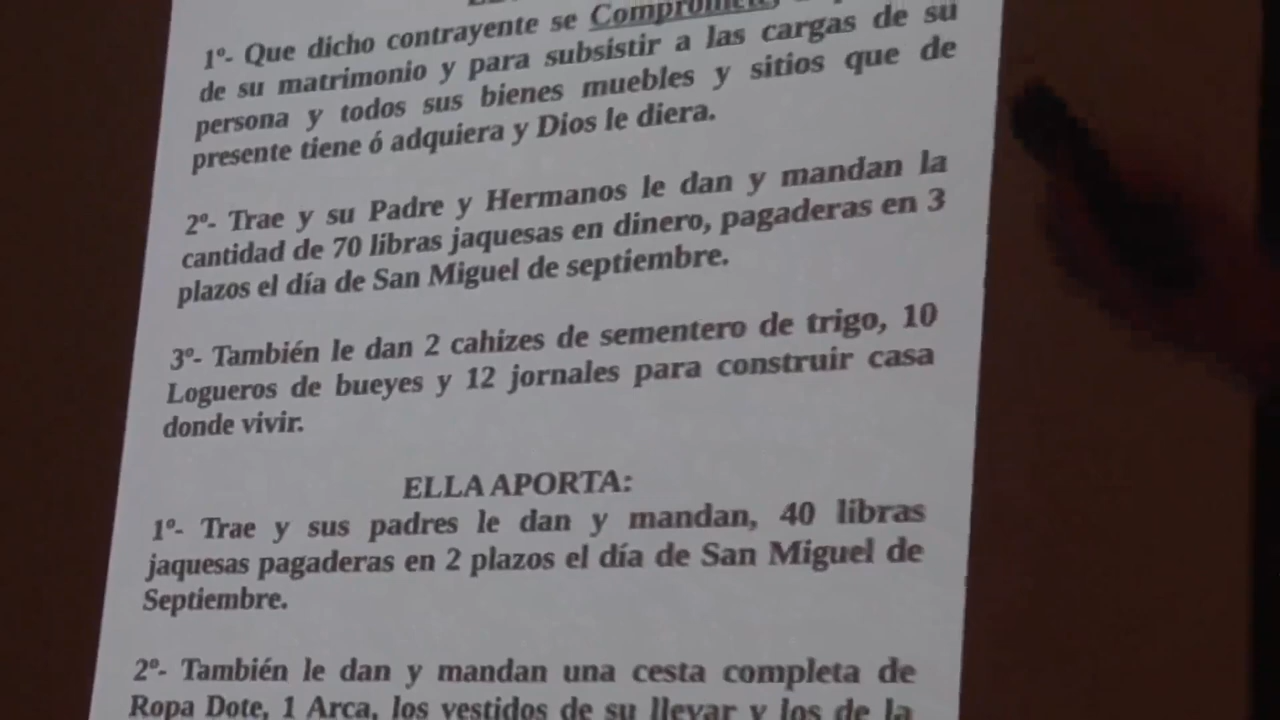 1º- Que dicho contrayente se Compromete
de su matrimonio y para subsistir a las cargas de su
persona y todos sus bienes muebles y sitios que de
presente tiene ó adquiera y Dios le diera.
2º- Trae y su Padre y Hermanos le dan y mandan la
cantidad de 70 libras jaquesas en dinero, pagaderas en 3
plazos el día de San Miguel de septiembre.
3º- También le dan 2 cahizes de sementero de trigo, 10
Logueros de bueyes y 12 jornales para construir casa
donde vivir.
ELLA APORTA:
1º- Trae y sus padres le dan y mandan, 40 libras
jaquesas pagaderas en 2 plazos el día de San Miguel de
Septiembre.
2º- También le dan y mandan una cesta completa de
Ropa Dote, 1 Arca, los vestidos de su llevar y los de la